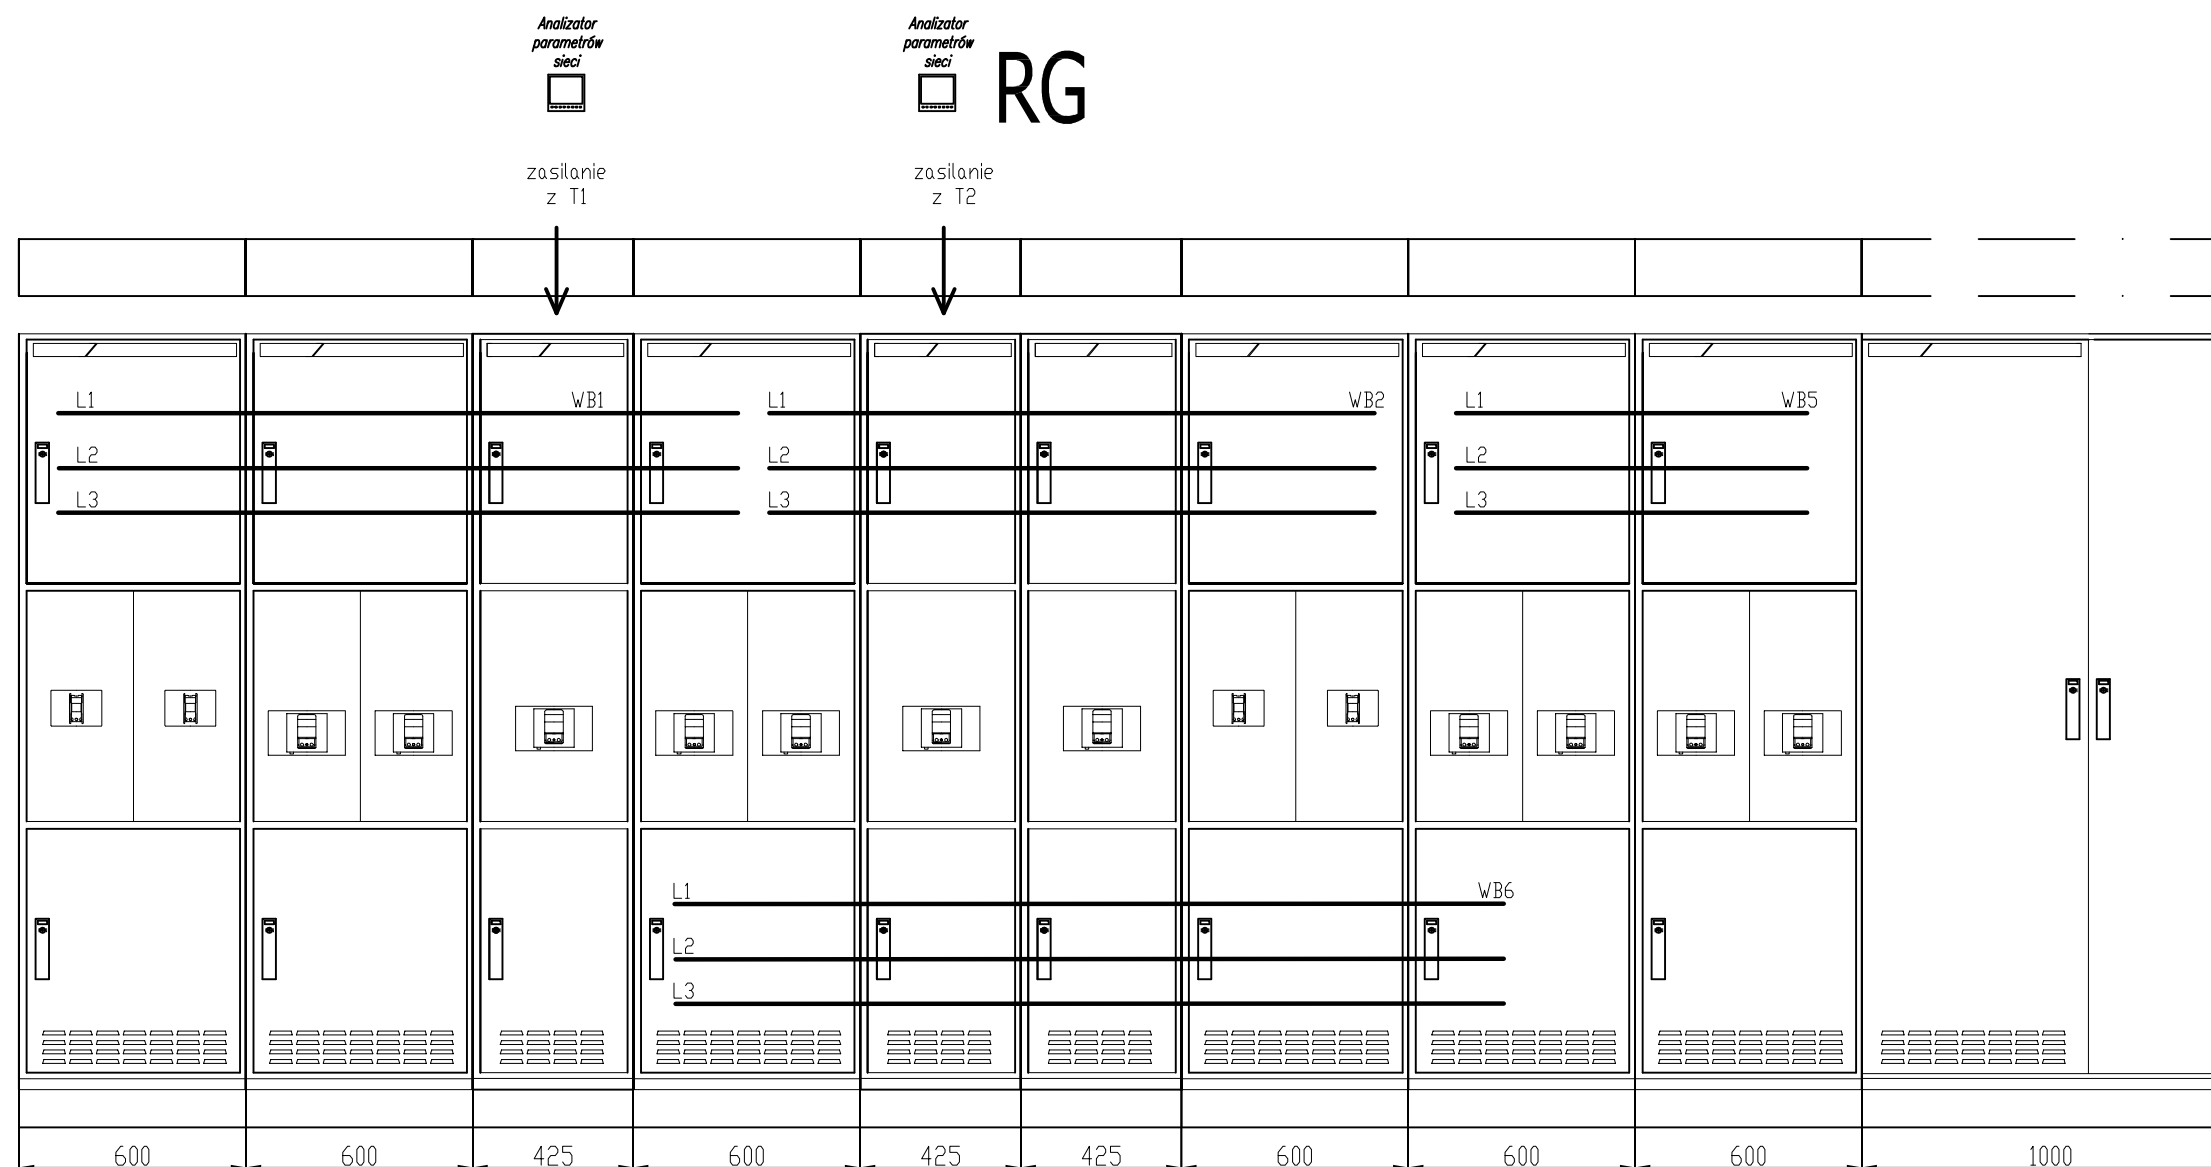 Analizator
parametrów
sieci
Analizator
parametrów
sieci
RG
zasilanie
z T1
zasilanie
z T2
L1
WB1
L1
WB2
L1
WB5
L2
L2
L2
L3
L3
L3
L1
WB6
L2
L3
600
600
425
600
425
425
600
600
600
1000